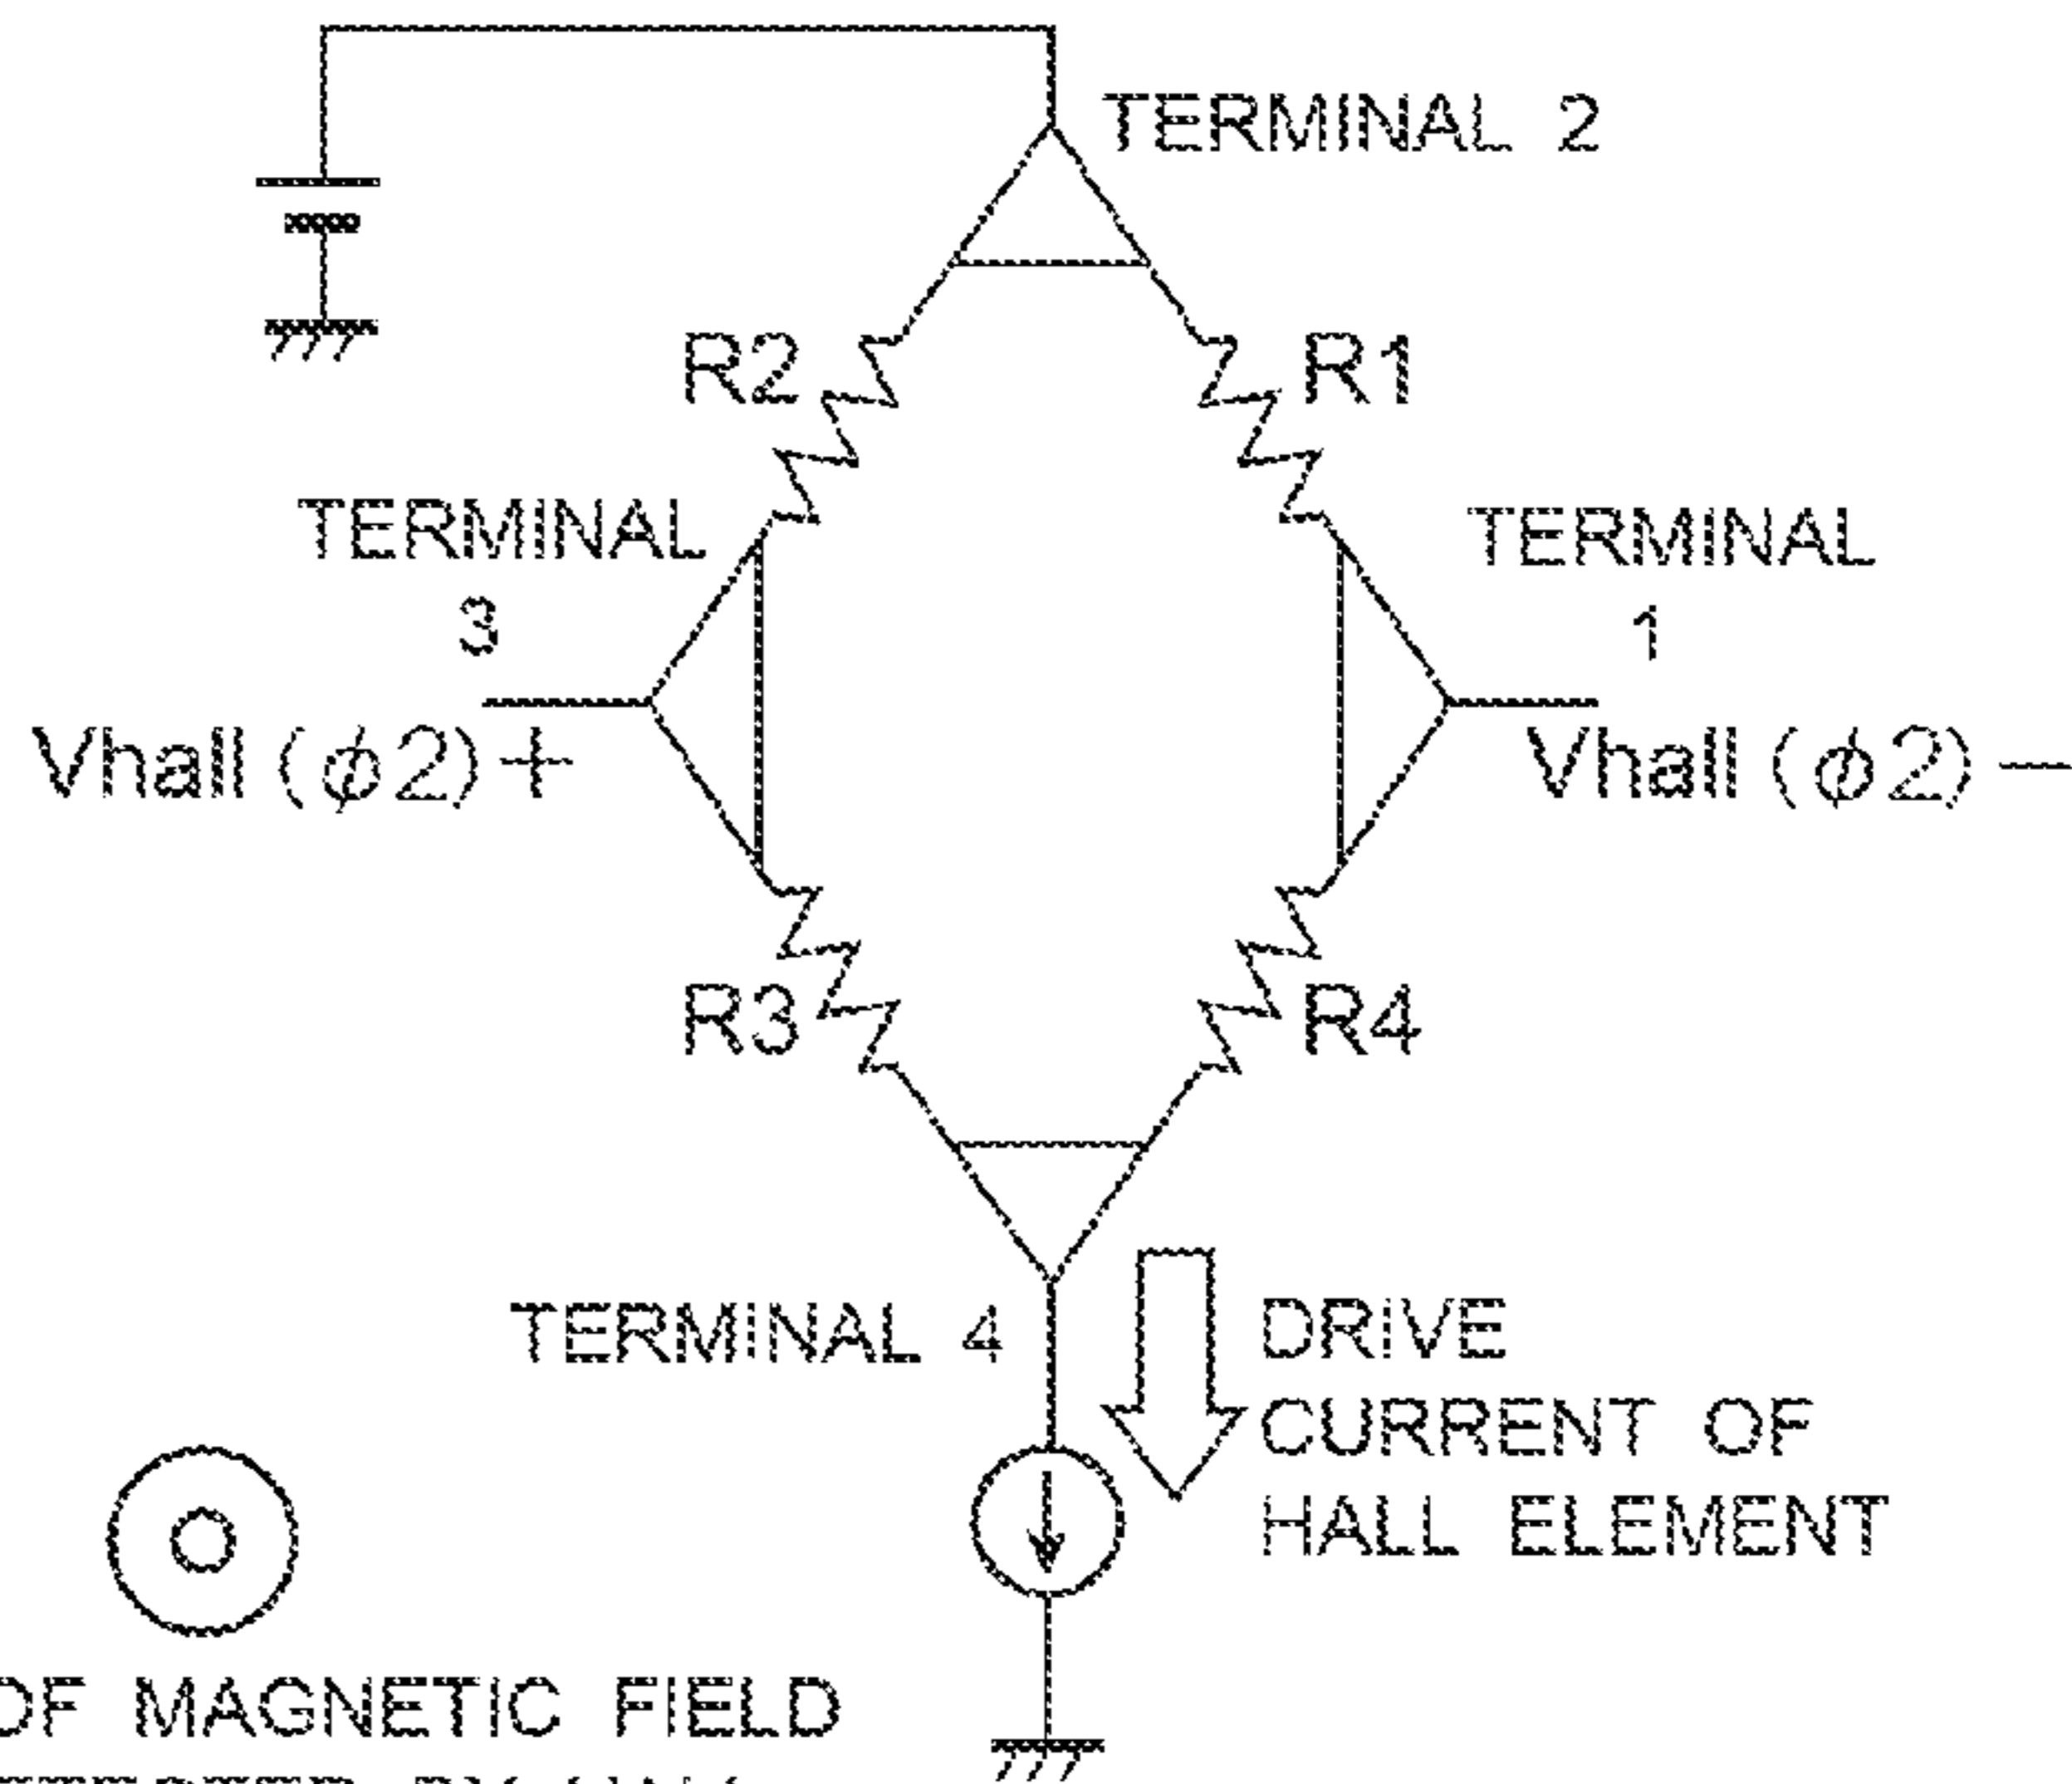 TERMINAL 2
R2
R1
TERMINAL
3
TERMINAL
1
Vhall (ϕ2) +
Vhall (ϕ2) −
R3
R4
TERMINAL 4
DRIVE
CURRENT OF
HALL ELEMENT
OF MAGNETIC FIELD